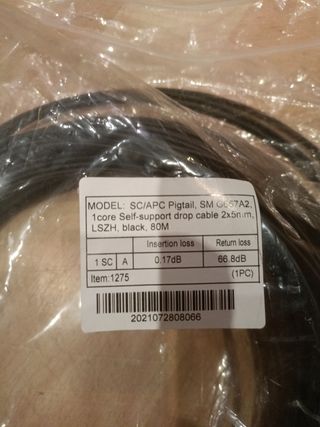 MODEL: SC/APC Pigtail, SM G657A2,
1core Self-support drop cable 2x5mm,
LSZH, black, 80M
Insertion loss Return loss
1 SC A 0.17dB 66.8dB
Item:1275 (1PC)
2021072808066